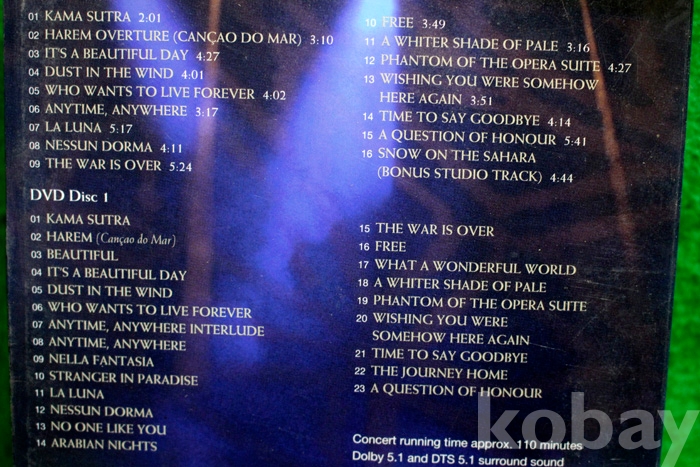 01 KAMA SUTRA 2:01
02 HAREM OVERTURE (CANÇAO DO MAR) 3:10
03 IT'S A BEAUTIFUL DAY 4:27
04 DUST IN THE WIND 4:01
05 WHO WANTS TO LIVE FOREVER 4:02
06 ANYTIME, ANYWHERE 3:17
07 LA LUNA 5:17
08 NESSUN DORMA 4:11
09 THE WAR IS OVER 5:24
10 FREE 3:49
11 A WHITER SHADE OF PALE 3:16
12 PHANTOM OF THE OPERA SUITE 4:27
13 WISHING YOU WERE SOMEHOW
HERE AGAIN 3:51
14 TIME TO SAY GOODBYE 4:14
15 A QUESTION OF HONOUR 5:41
16 SNOW ON THE SAHARA
(BONUS STUDIO TRACK) 4:44
DVD Disc 1
01 KAMA SUTRA
02 HAREM (Cançao do Mar)
03 BEAUTIFUL
04 IT'S A BEAUTIFUL DAY
05 DUST IN THE WIND
06 WHO WANTS TO LIVE FOREVER
07 ANYTIME, ANYWHERE INTERLUDE
08 ANYTIME, ANYWHERE
09 NELLA FANTASIA
10 STRANGER IN PARADISE
11 LA LUNA
12 NESSUN DORMA
13 NO ONE LIKE YOU
14 ARABIAN NIGHTS
15 THE WAR IS OVER
16 FREE
17 WHAT A WONDERFUL WORLD
18 A WHITER SHADE OF PALE
19 PHANTOM OF THE OPERA SUITE
20 WISHING YOU WERE
SOMEHOW HERE AGAIN
21 TIME TO SAY GOODBYE
22 THE JOURNEY HOME
23 A QUESTION OF HONOUR
Concert running time approx. 110 minutes
Dolby 5.1 and DTS 5.1 surround sound
kobay